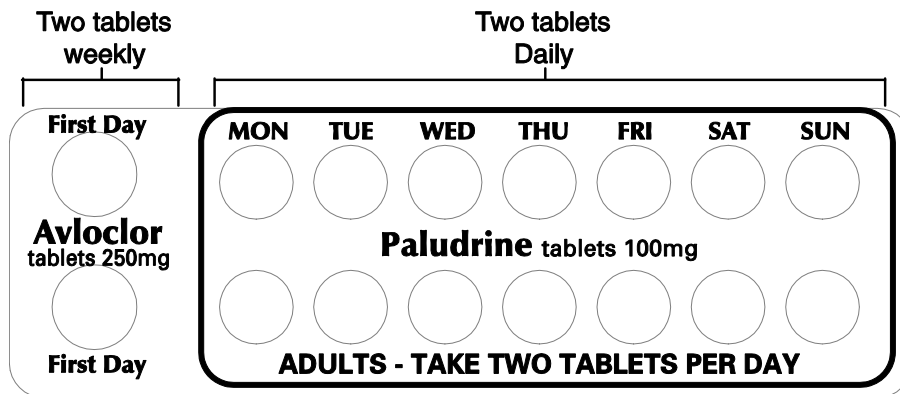 Two tablets
weekly
Two tablets
Daily
First Day
MON TUE WED THU FRI SAT SUN
Avloclor
tablets 250mg
Paludrine tablets 100mg
First Day
ADULTS - TAKE TWO TABLETS PER DAY